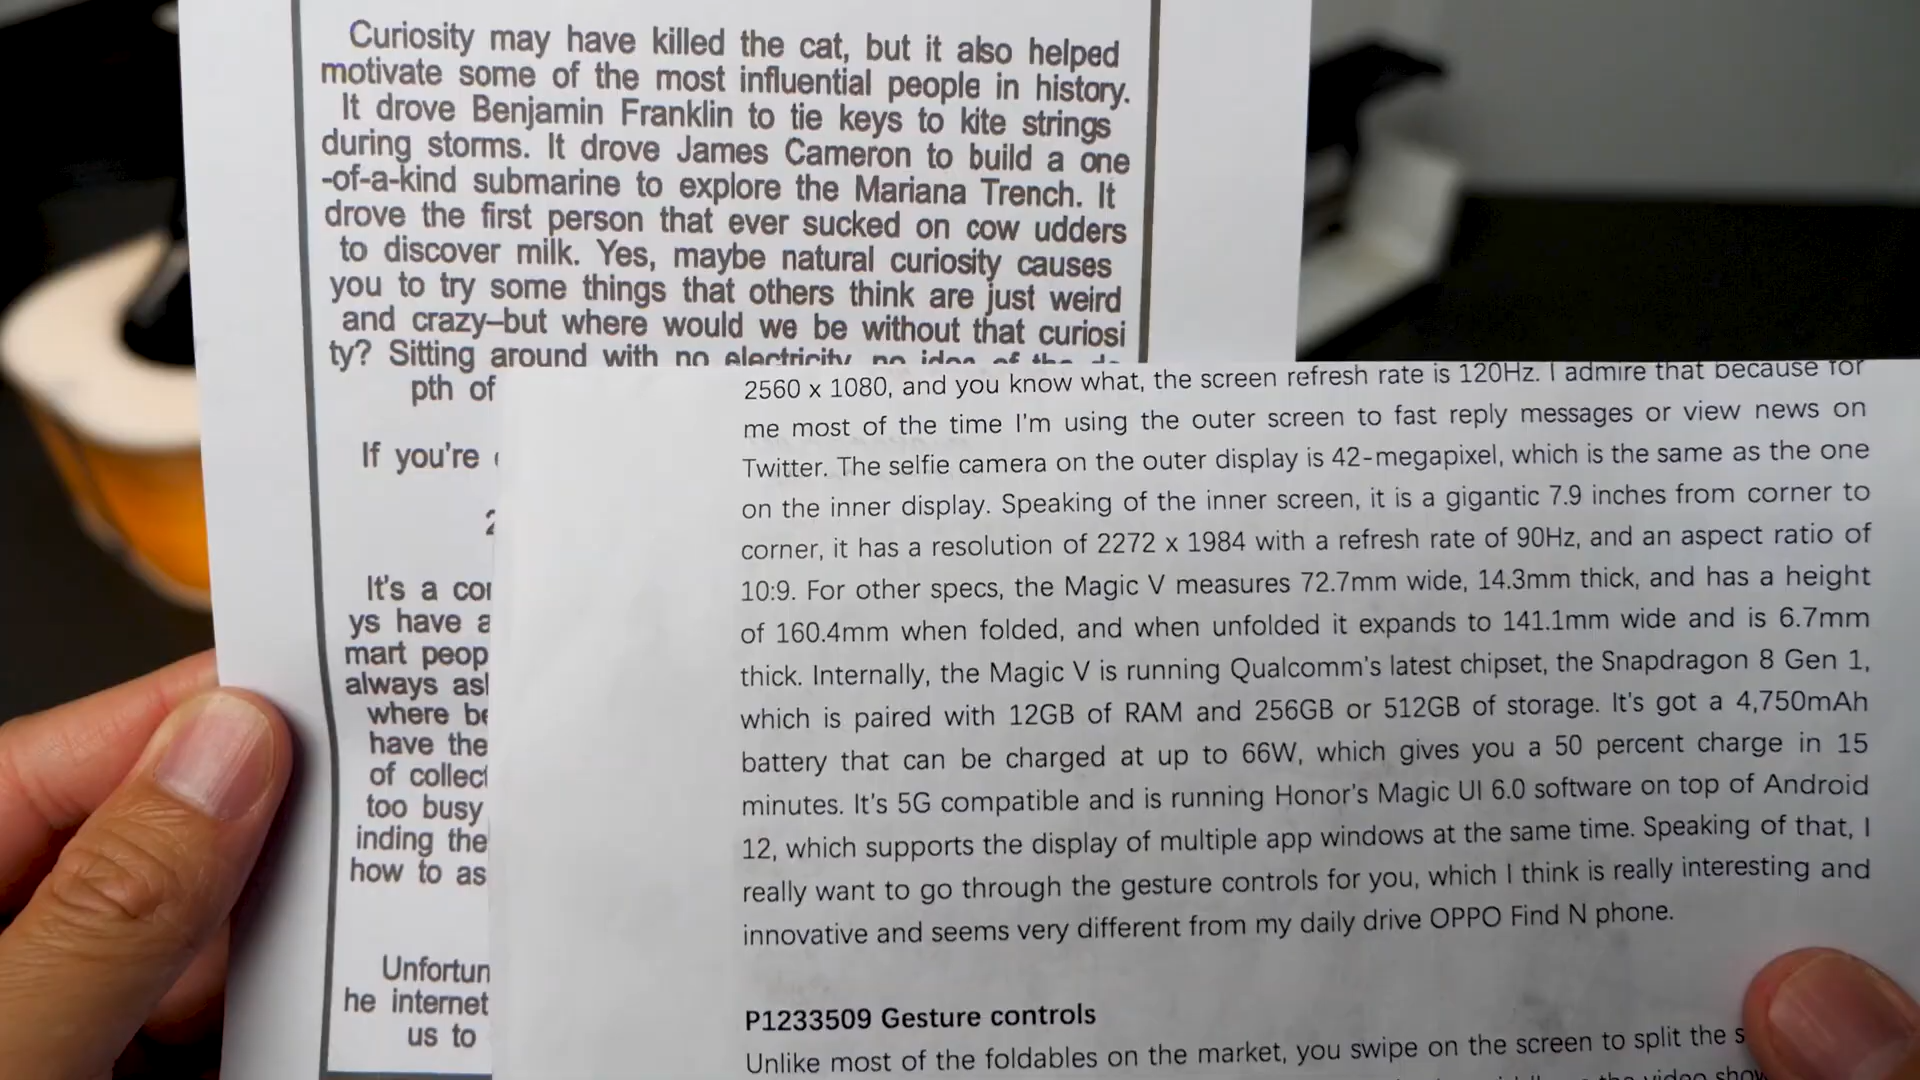 Curiosity may have killed the cat, but it also helped
motivate some of the most influential people in history.
It drove Benjamin Franklin to tie keys to kite strings
during storms. It drove James Cameron to build a one
-of-a-kind submarine to explore the Mariana Trench. It
drove the first person that ever sucked on cow udders
to discover milk. Yes, maybe natural curiosity causes
you to try some things that others think are just weird
and crazy–but where would we be without that curiosi
ty? Sitting around with no electricity, no idea of the de
pth of
If you're
2
It's a cor
ys have a
mart peop
always asl
where be
have the
of collect
too busy
inding the
how to as
Unfortun
he internet
us to
2560 x 1080, and you know what, the screen refresh rate is 120Hz. I admire that because for
me most of the time I'm using the outer screen to fast reply messages or view news on
Twitter. The selfie camera on the outer display is 42-megapixel, which is the same as the one
on the inner display. Speaking of the inner screen, it is a gigantic 7.9 inches from corner to
corner, it has a resolution of 2272 x 1984 with a refresh rate of 90Hz, and an aspect ratio of
10:9. For other specs, the Magic V measures 72.7mm wide, 14.3mm thick, and has a height
of 160.4mm when folded, and when unfolded it expands to 141.1mm wide and is 6.7mm
thick. Internally, the Magic V is running Qualcomm's latest chipset, the Snapdragon 8 Gen 1,
which is paired with 12GB of RAM and 256GB or 512GB of storage. It's got a 4,750mAh
battery that can be charged at up to 66W, which gives you a 50 percent charge in 15
minutes. It's 5G compatible and is running Honor's Magic UI 6.0 software on top of Android
12, which supports the display of multiple app windows at the same time. Speaking of that, I
really want to go through the gesture controls for you, which I think is really interesting and
innovative and seems very different from my daily drive OPPO Find N phone.
P1233509 Gesture controls
Unlike most of the foldables on the market, you swipe on the screen to split the s
the video show